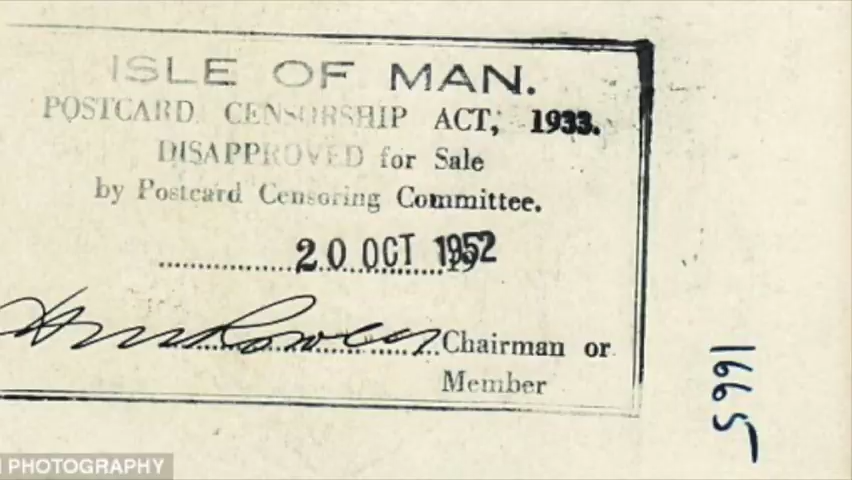 ISLE OF MAN.
POSTCARD CENSORSHIP ACT, 1933.
DISAPPROVED for Sale
by Postcard Censoring Committee.
20 OCT 1952
Chairman or
Member
1665
PHOTOGRAPHY